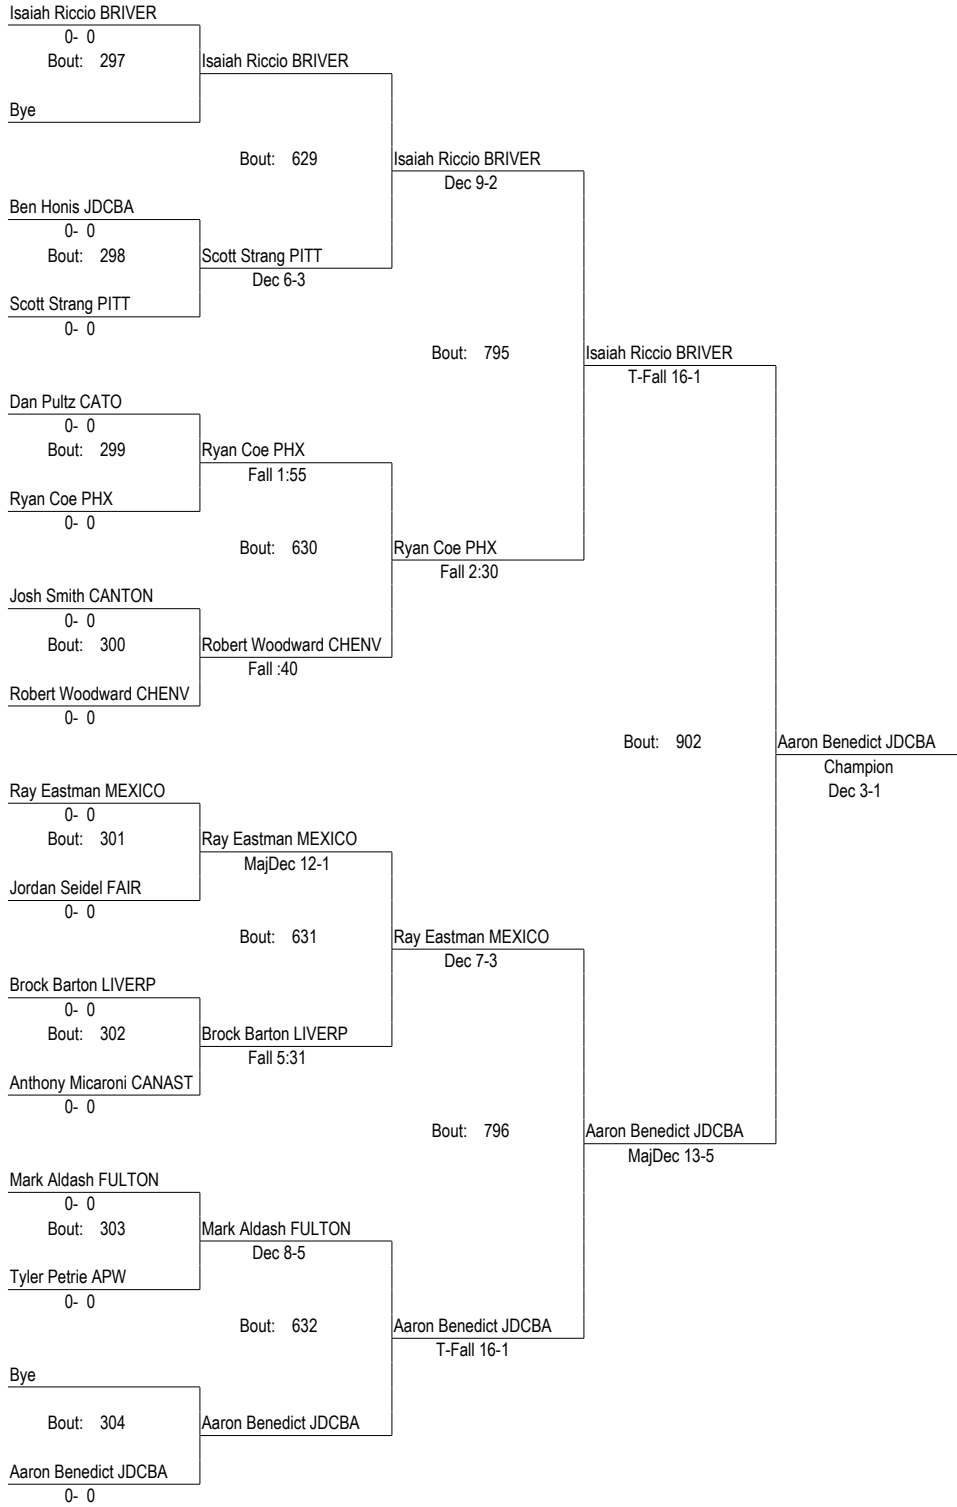 Isaiah Riccio BRIVER
0- 0
Bout: 297
Isaiah Riccio BRIVER
Bye
Bout: 629
Isaiah Riccio BRIVER
Dec 9-2
Ben Honis JDCBA
0- 0
Bout: 298
Scott Strang PITT
Dec 6-3
Scott Strang PITT
0- 0
Bout: 795
Isaiah Riccio BRIVER
T-Fall 16-1
Dan Pultz CATO
0- 0
Bout: 299
Ryan Coe PHX
Fall 1:55
Ryan Coe PHX
0- 0
Bout: 630
Ryan Coe PHX
Fall 2:30
Josh Smith CANTON
0- 0
Bout: 300
Robert Woodward CHENV
Fall :40
Robert Woodward CHENV
0- 0
Bout: 902
Aaron Benedict JDCBA
Champion
Dec 3-1
Ray Eastman MEXICO
0- 0
Bout: 301
Ray Eastman MEXICO
MajDec 12-1
Jordan Seidel FAIR
0- 0
Bout: 631
Ray Eastman MEXICO
Dec 7-3
Brock Barton LIVERP
0- 0
Bout: 302
Brock Barton LIVERP
Fall 5:31
Anthony Micaroni CANAST
0- 0
Bout: 796
Aaron Benedict JDCBA
MajDec 13-5
Mark Aldash FULTON
0- 0
Bout: 303
Mark Aldash FULTON
Dec 8-5
Tyler Petrie APW
0- 0
Bout: 632
Aaron Benedict JDCBA
T-Fall 16-1
Bye
Bout: 304
Aaron Benedict JDCBA
Aaron Benedict JDCBA
0- 0